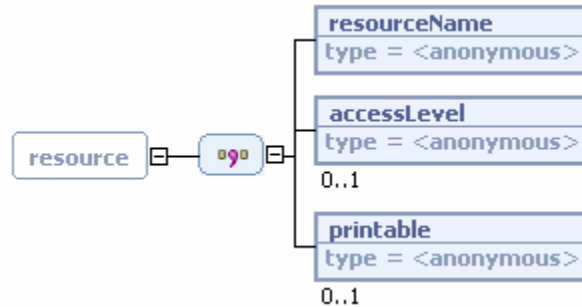 resourceName
type = <anonymous>
accessLevel
type = <anonymous>
0..1
resource
printable
type = <anonymous>
0..1